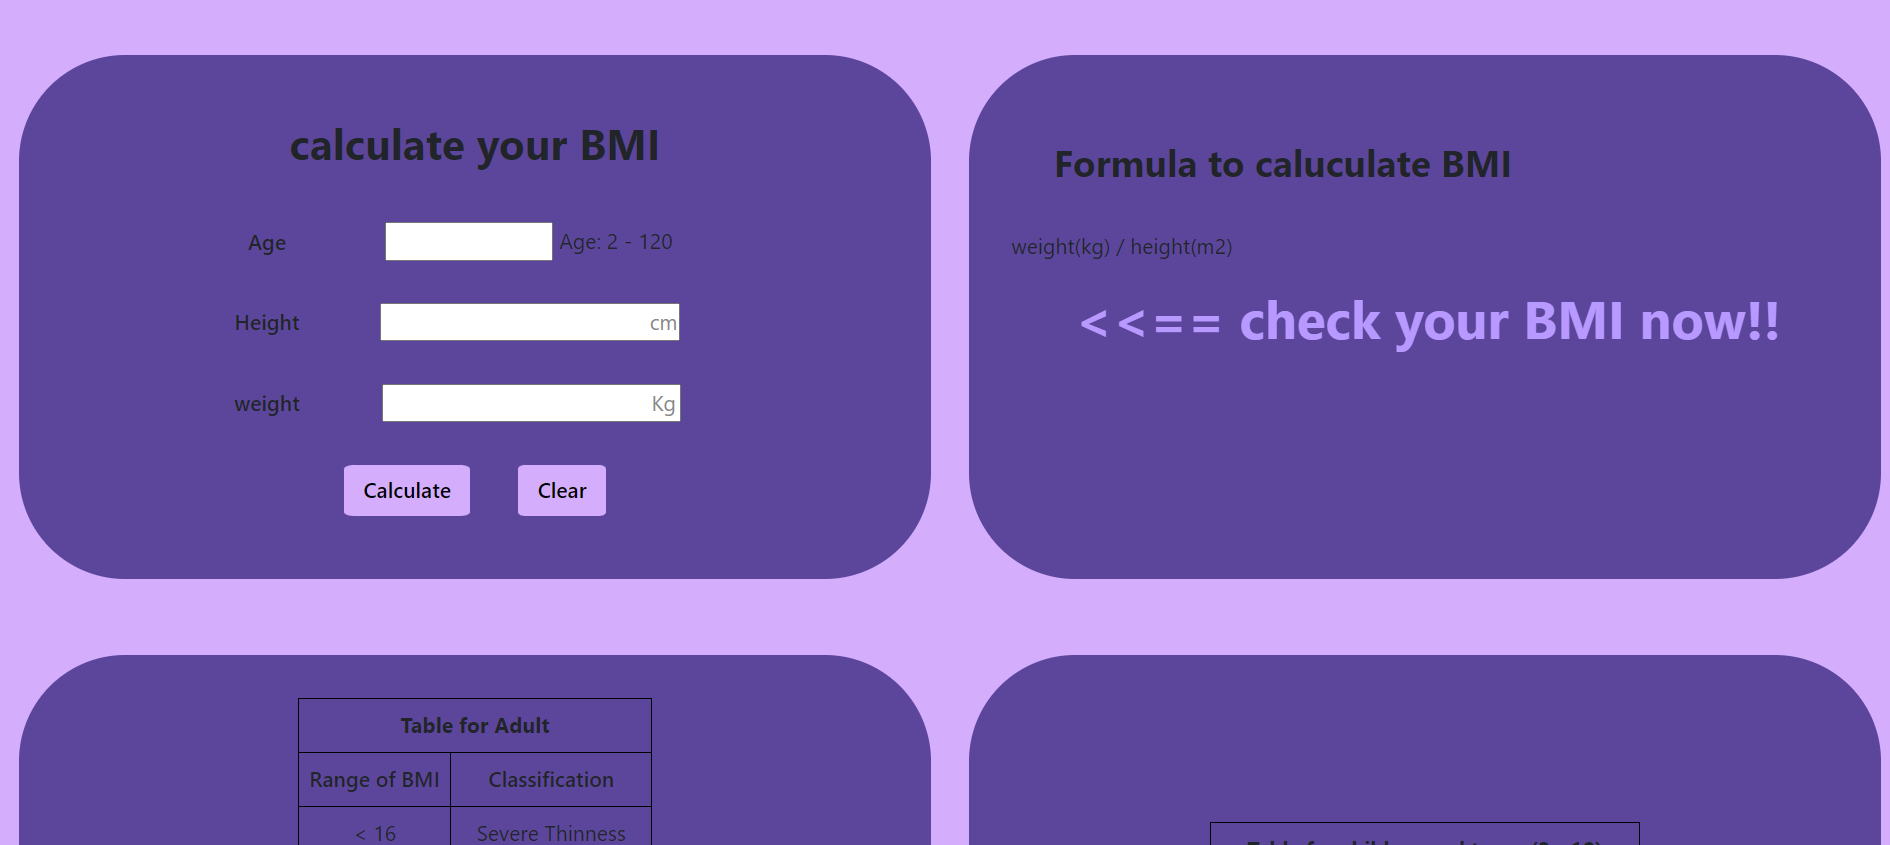 calculate your BMI
Age
Age: 2 - 120
Height
cm
weight
Kg
Calculate
Clear
Formula to caluculate BMI
weight(kg) / height(m2)
<<== check your BMI now!!
Table for Adult
Range of BMI
Classification
< 16
Severe Thinness